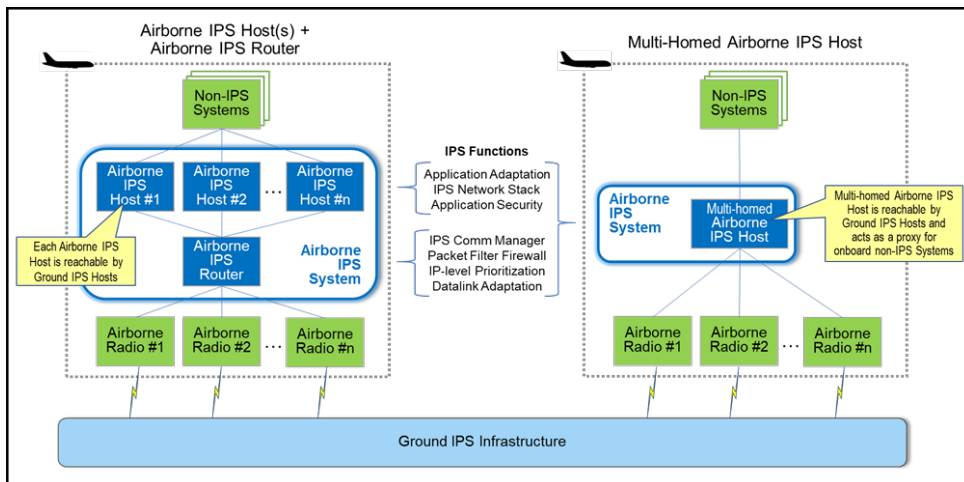 Airborne IPS Host(s) +
Airborne IPS Router
Multi-Homed Airborne IPS Host
Non-IPS
Systems
Airborne
IPS
Host #1
Airborne
IPS
Host #2
...
Airborne
IPS
Host #n
Each Airborne IPS
Host is reachable by
Ground IPS Hosts
Airborne
IPS
Router
Airborne
IPS
System
Airborne
Radio #1
Airborne
Radio #2
...
Airborne
Radio #n
IPS Functions
Application Adaptation
IPS Network Stack
Application Security
IPS Comm Manager
Packet Filter Firewall
IP-level Prioritization
Datalink Adaptation
Non-IPS
Systems
Airborne
IPS
System
Multi-homed
Airborne
IPS Host
Multi-homed Airborne IPS
Host is reachable by
Ground IPS Hosts and
acts as a proxy for
onboard non-IPS Systems
Airborne
Radio #1
Airborne
Radio #2
...
Airborne
Radio #n
Ground IPS Infrastructure